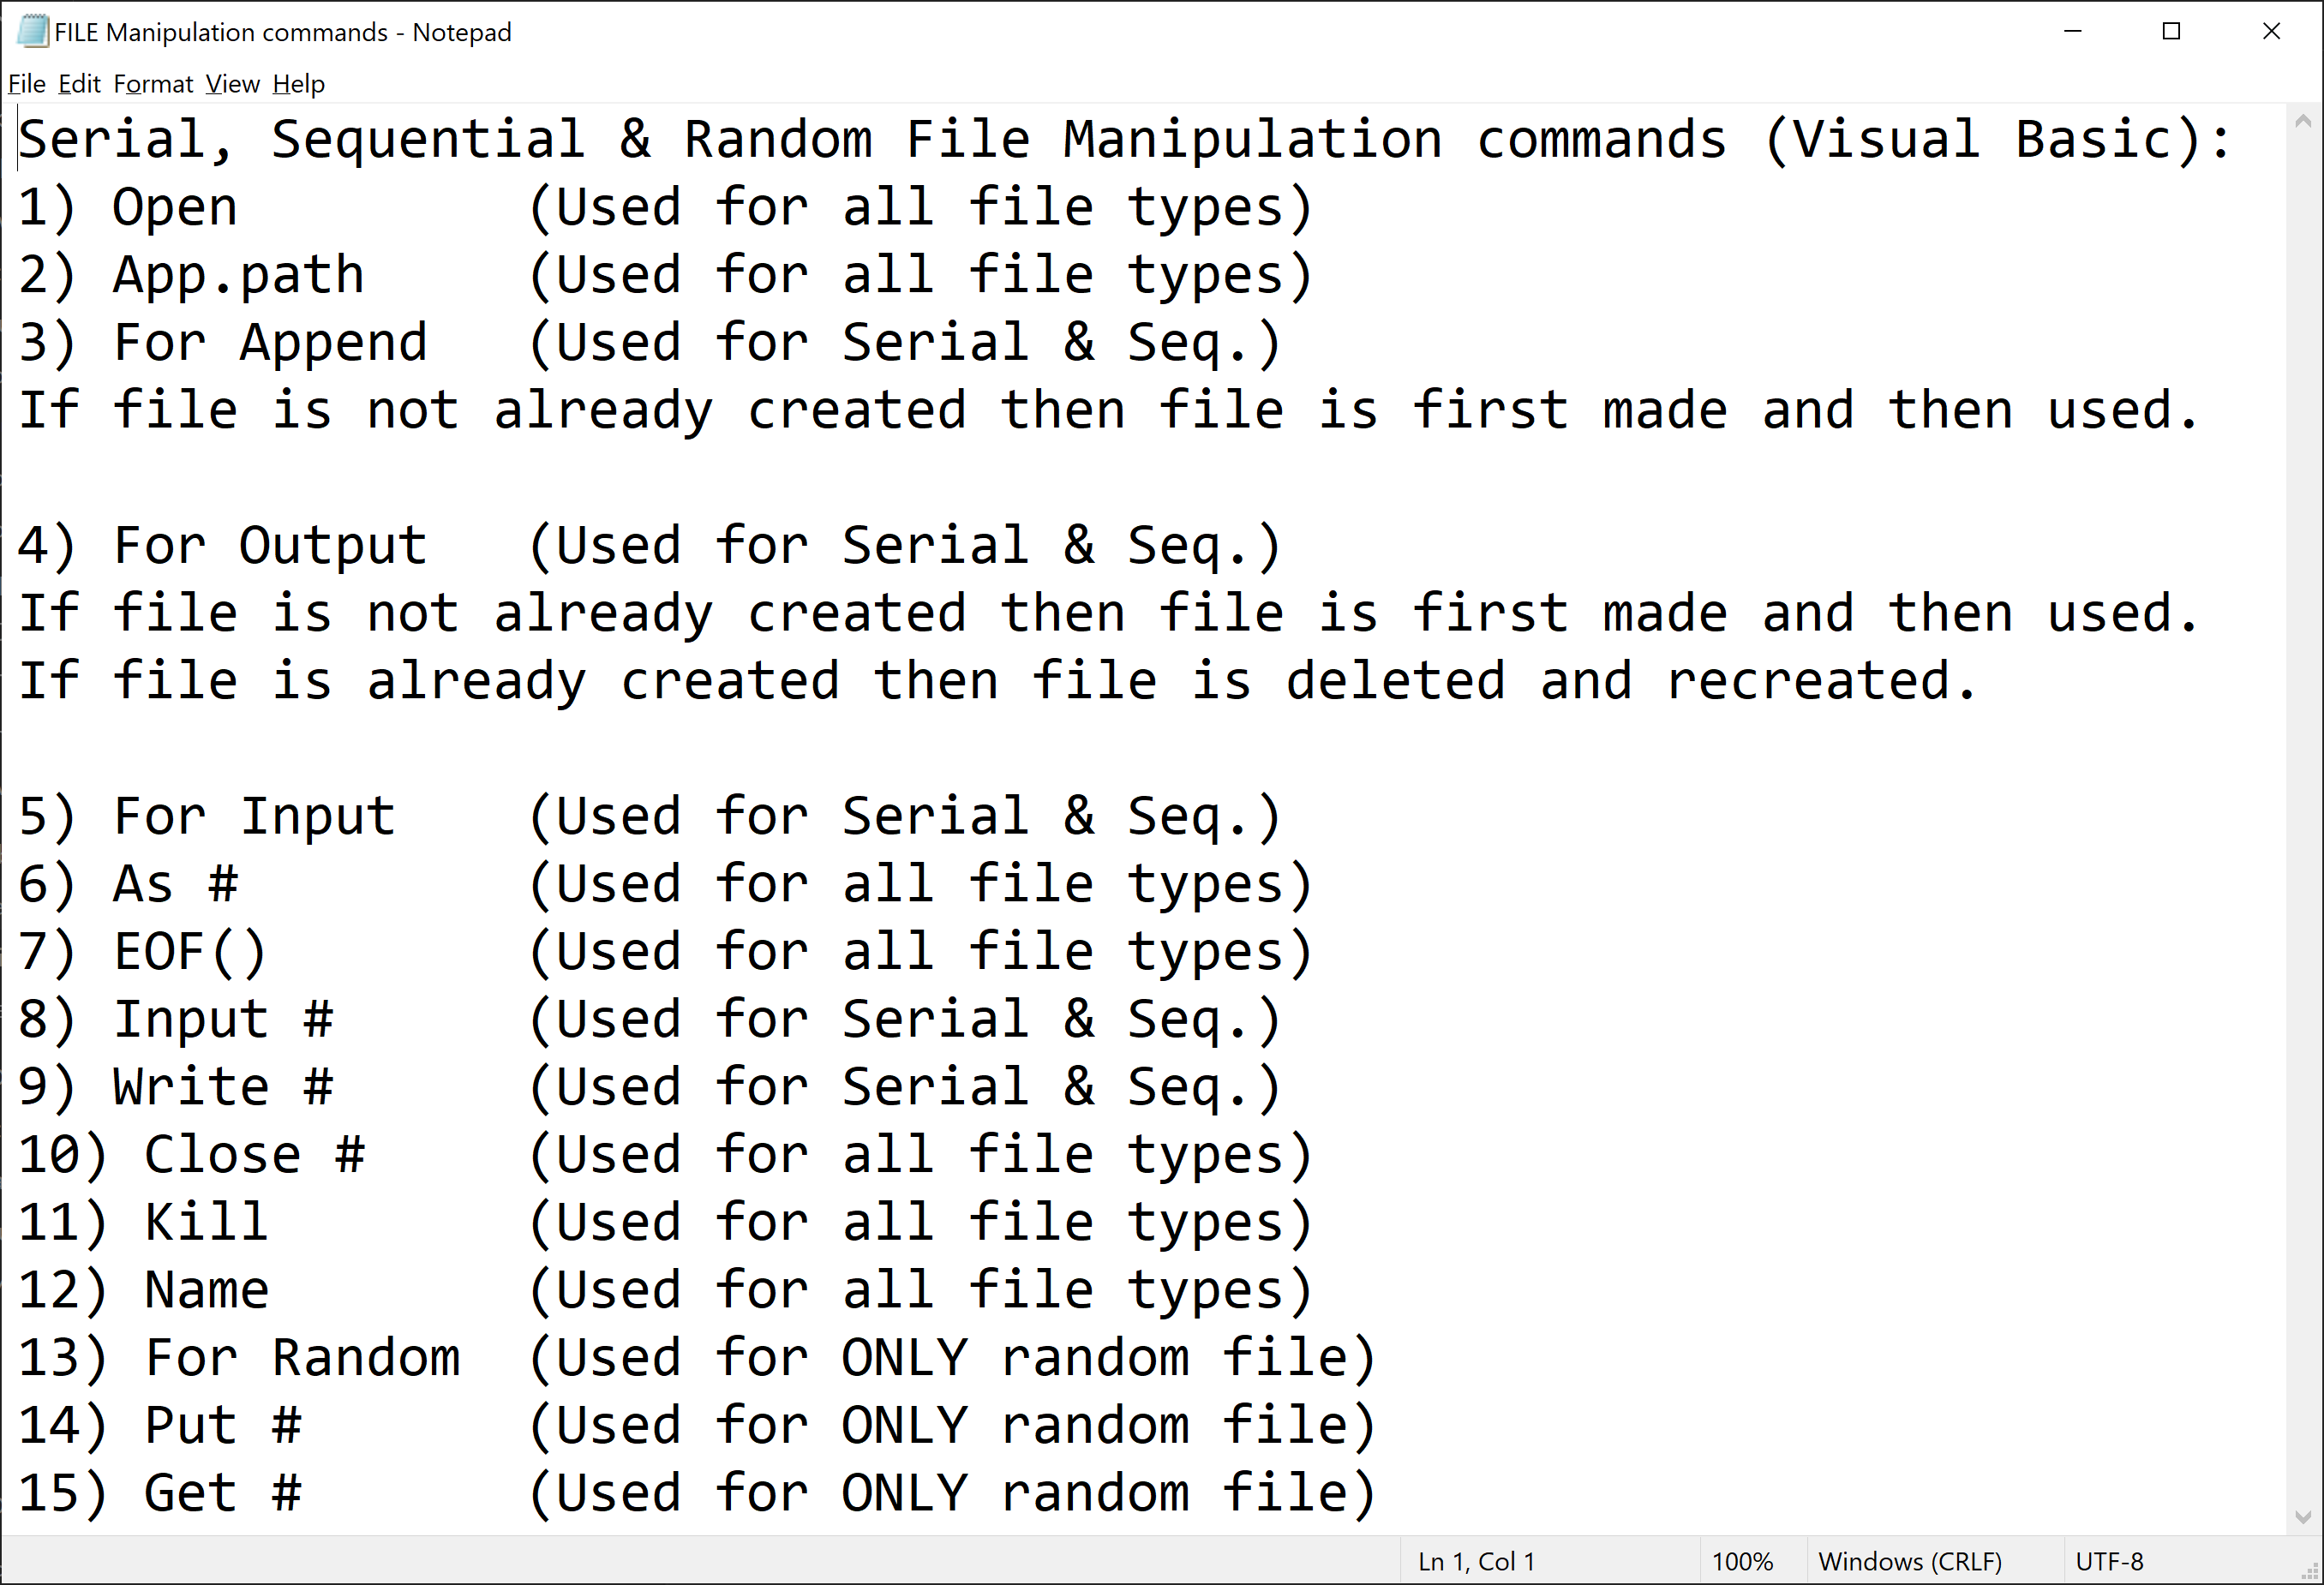 FILE Manipulation commands - Notepad
File Edit Format View Help
Serial, Sequential & Random File Manipulation commands (Visual Basic):
1) Open (Used for all file types)
2) App.path (Used for all file types)
3) For Append (Used for Serial & Seq.)
If file is not already created then file is first made and then used.
4) For Output (Used for Serial & Seq.)
If file is not already created then file is first made and then used.
If file is already created then file is deleted and recreated.
5) For Input (Used for Serial & Seq.)
6) As # (Used for all file types)
7) EOF() (Used for all file types)
8) Input # (Used for Serial & Seq.)
9) Write # (Used for Serial & Seq.)
10) Close # (Used for all file types)
11) Kill (Used for all file types)
12) Name (Used for all file types)
13) For Random (Used for ONLY random file)
14) Put # (Used for ONLY random file)
15) Get # (Used for ONLY random file)
Ln 1, Col 1 100% Windows (CRLF) UTF-8